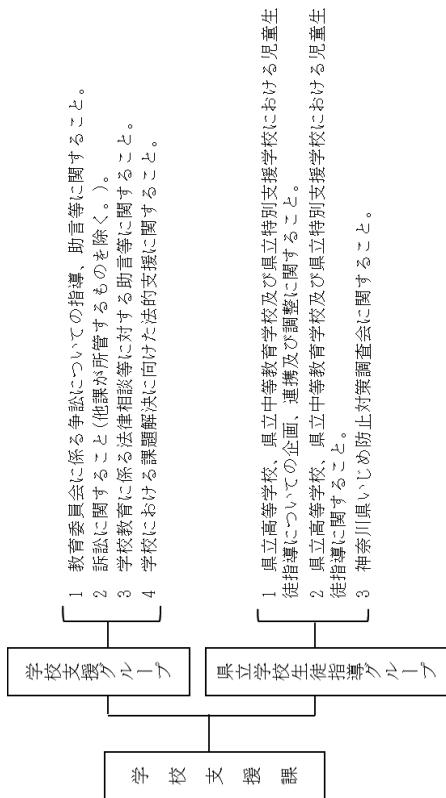 学校支援課
学校支援グループ
1 教育委員会に係る争訟についての指導、助言等に関すること。
2 訴訟に関すること(他課が所管するものを除く。)。
3 学校教育に係る法律相談等に対する助言等に関すること。
4 学校における課題解決に向けた法的支援に関すること。
県立学校生徒指導グループ
1 県立高等学校、県立中等教育学校及び県立特別支援学校における児童生
徒指導についての企画、連携及び調整に関すること。
2 県立高等学校、県立中等教育学校及び県立特別支援学校における児童生
徒指導に関すること。
3 神奈川県いじめ防止対策調査会に関すること。